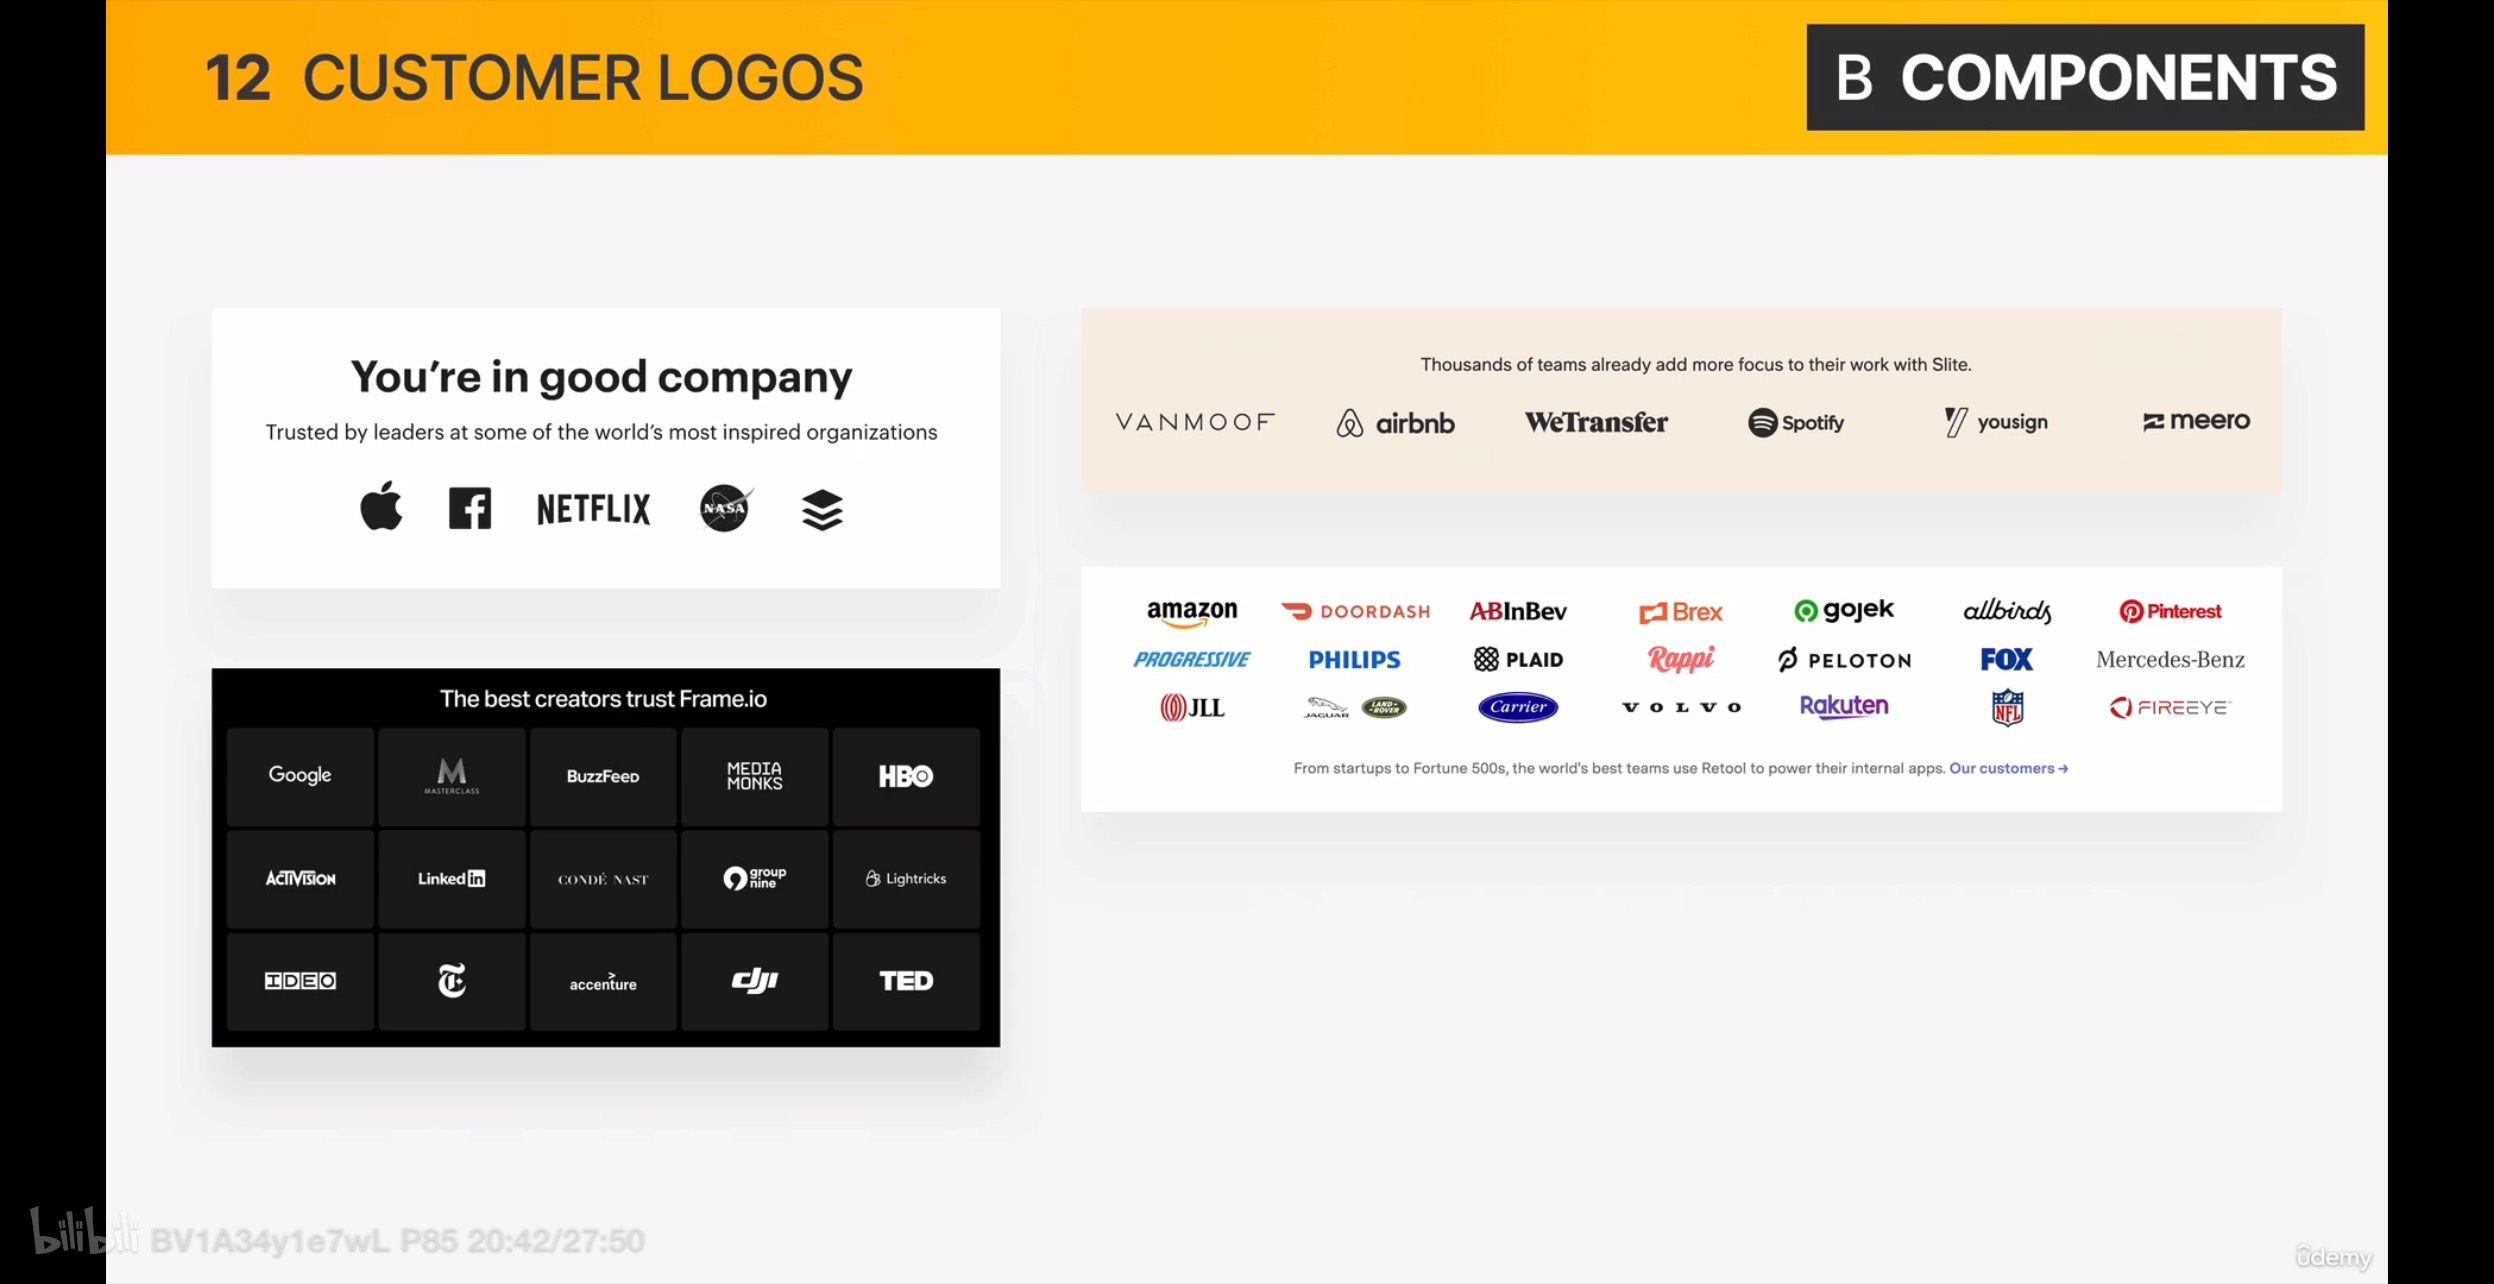 12 CUSTOMER LOGOS
B COMPONENTS
You're in good company
Trusted by leaders at some of the world's most inspired organizations
NETFLIX NASA
The best creators trust Frame.io
Google MASTERCLASS BuzzFeed MEDIA MONKS HBO
ACTIVISION Linked in CONDÉ NAST group nine Lightricks
IDEO T accenture dji TED
Thousands of teams already add more focus to their work with Slite.
VANMOOF airbnb WeTransfer Spotify yousign meero
amazon DOORDASH ABInBev Brex gojek allbirds Pinterest
PROGRESSIVE PHILIPS PLAID Rappi PELOTON FOX Mercedes-Benz
JLL JAGUAR LAND-ROVER Carrier VOLVO Rakuten NFL FIREEYE™
From startups to Fortune 500s, the world's best teams use Retool to power their internal apps. Our customers →
bilibili BV1A34y1e7wL P85 20:42/27:50
ûdemy